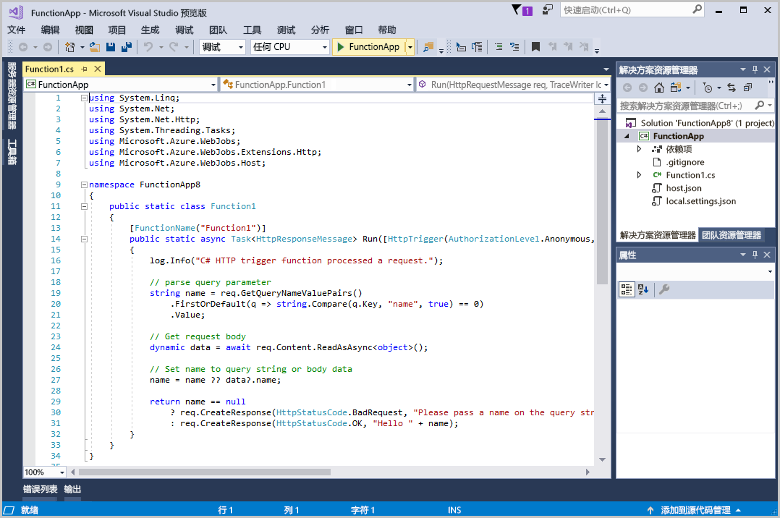 FunctionApp - Microsoft Visual Studio 预览版
1
快速启动(Ctrl+Q)
文件 编辑 视图 项目 生成 调试 团队 工具 测试 分析 窗口 帮助
调试 任何 CPU FunctionApp
服务器资源管理器
工具箱
Function1.cs
FunctionApp FunctionApp.Function1 Run(HttpRequestMessage req, TraceWriter lo
1 using System.Linq;
2 using System.Net;
3 using System.Net.Http;
4 using System.Threading.Tasks;
5 using Microsoft.Azure.WebJobs;
6 using Microsoft.Azure.WebJobs.Extensions.Http;
7 using Microsoft.Azure.WebJobs.Host;
8
9 namespace FunctionApp8
10 {
11 public static class Function1
12 {
13 [FunctionName("Function1")]
14 public static async Task<HttpResponseMessage> Run([HttpTrigger(AuthorizationLevel.Anonymous,
15 {
16 log.Info("C# HTTP trigger function processed a request.");
17
18 // parse query parameter
19 string name = req.GetQueryNameValuePairs()
20 .FirstOrDefault(q => string.Compare(q.Key, "name", true) == 0)
21 .Value;
22
23 // Get request body
24 dynamic data = await req.Content.ReadAsAsync<object>();
25
26 // Set name to query string or body data
27 name = name ?? data?.name;
28
29 return name == null
30 ? req.CreateResponse(HttpStatusCode.BadRequest, "Please pass a name on the query str
31 : req.CreateResponse(HttpStatusCode.OK, "Hello " + name);
32 }
33 }
34 }
100%
解决方案资源管理器
搜索解决方案资源管理器(Ctrl+;)
Solution 'FunctionApp8' (1 project)
FunctionApp
依赖项
.gitignore
Function1.cs
host.json
local.settings.json
解决方案资源管理器 团队资源管理器
属性
错误列表 输出
就绪 行 1 列 1 字符 1 INS 添加到源代码管理